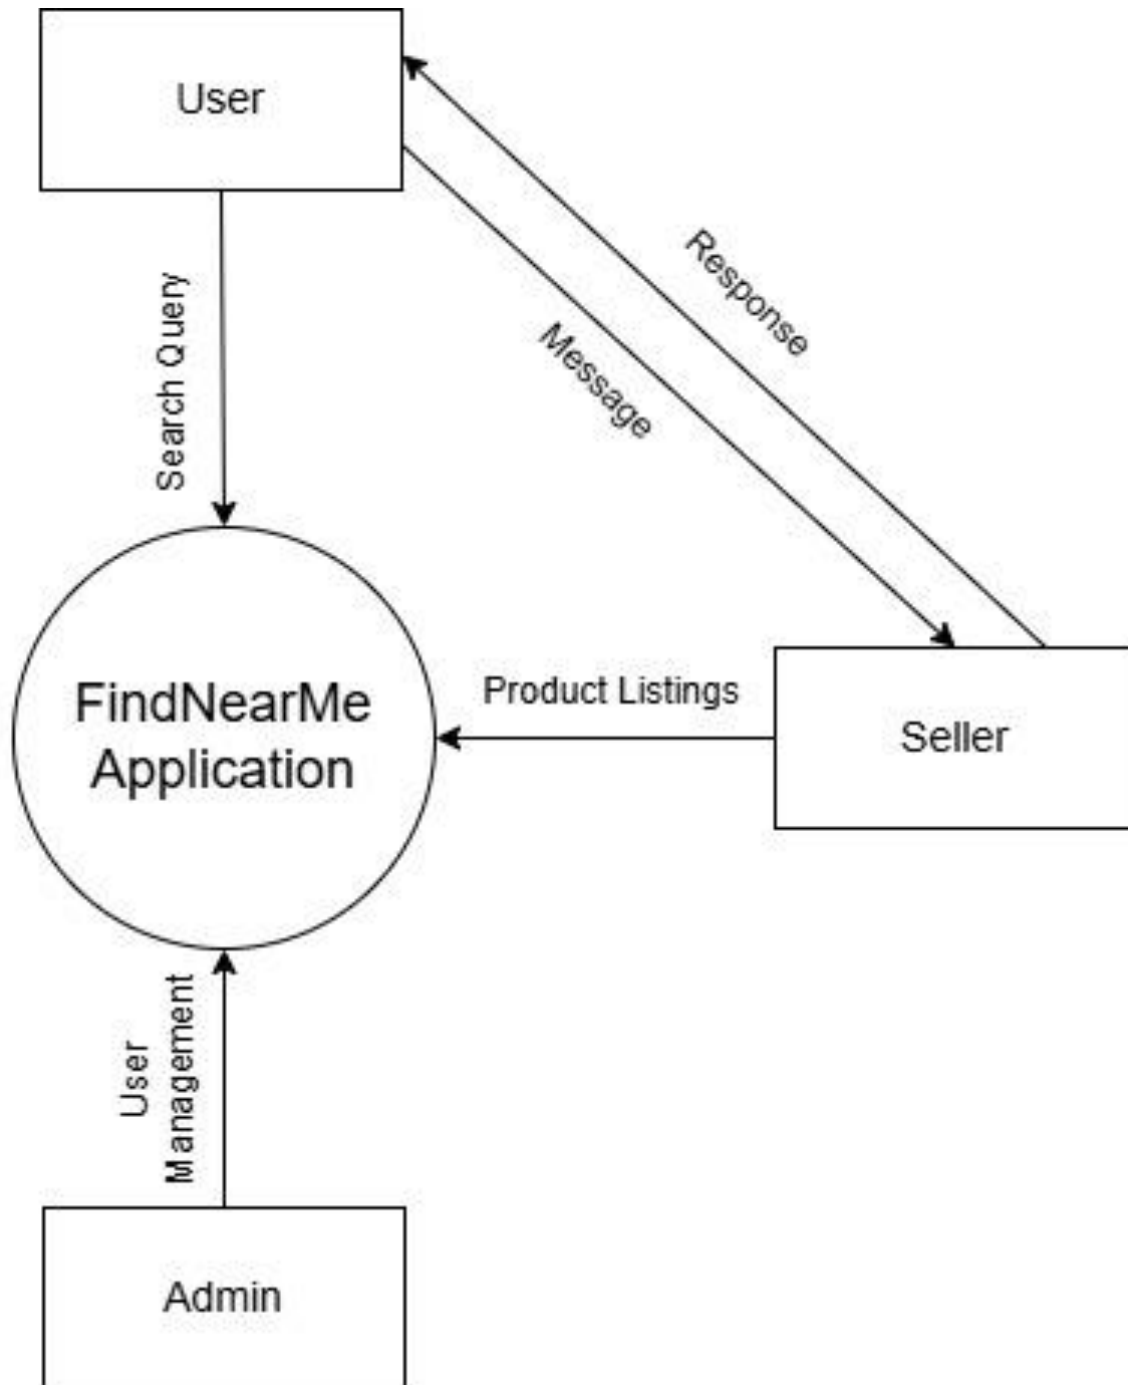 User
Response
Message
Search Query
FindNearMe
Application
Product Listings
Seller
User
Management
Admin